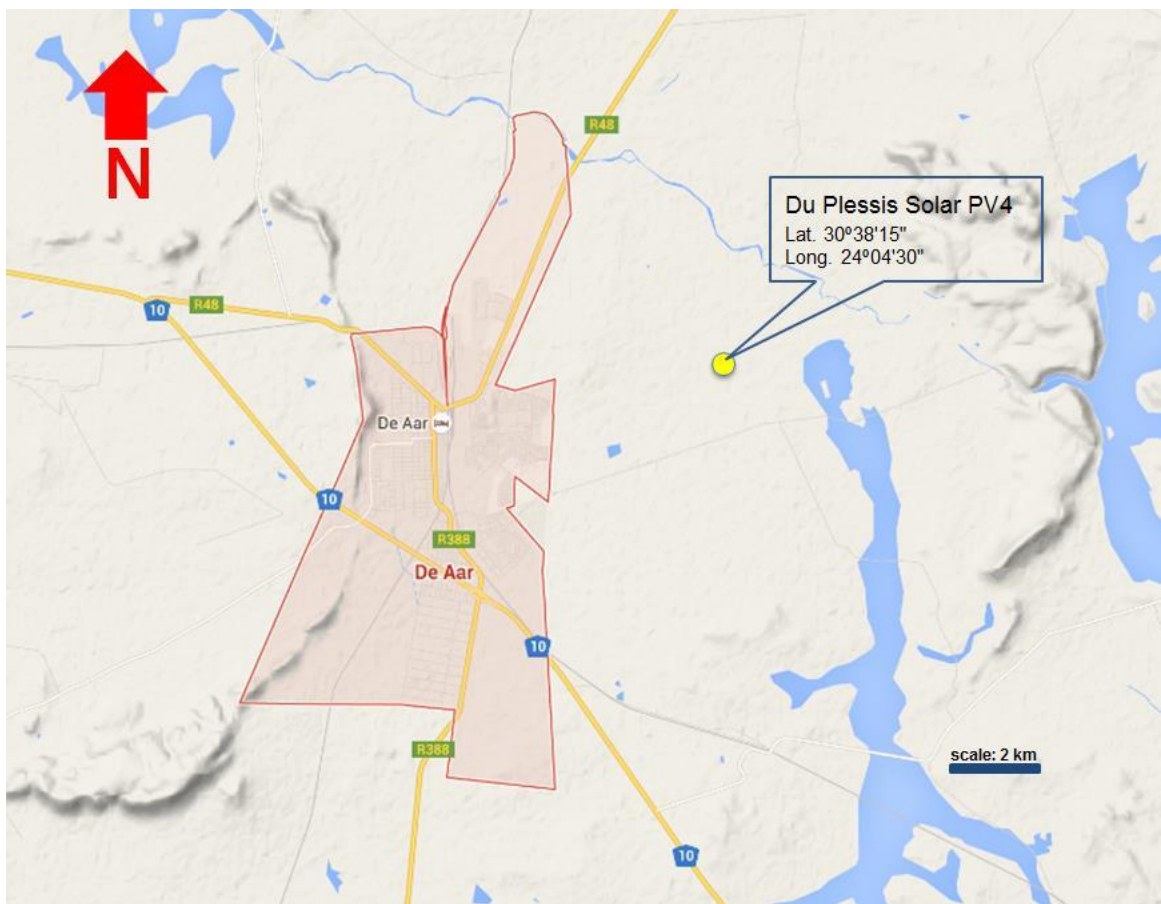 N
R48
Du Plessis Solar PV4
Lat. 30º38'15"
Long. 24º04'30"
10
R48
De Aar
10
R388
De Aar
10
R388
scale: 2 km
10